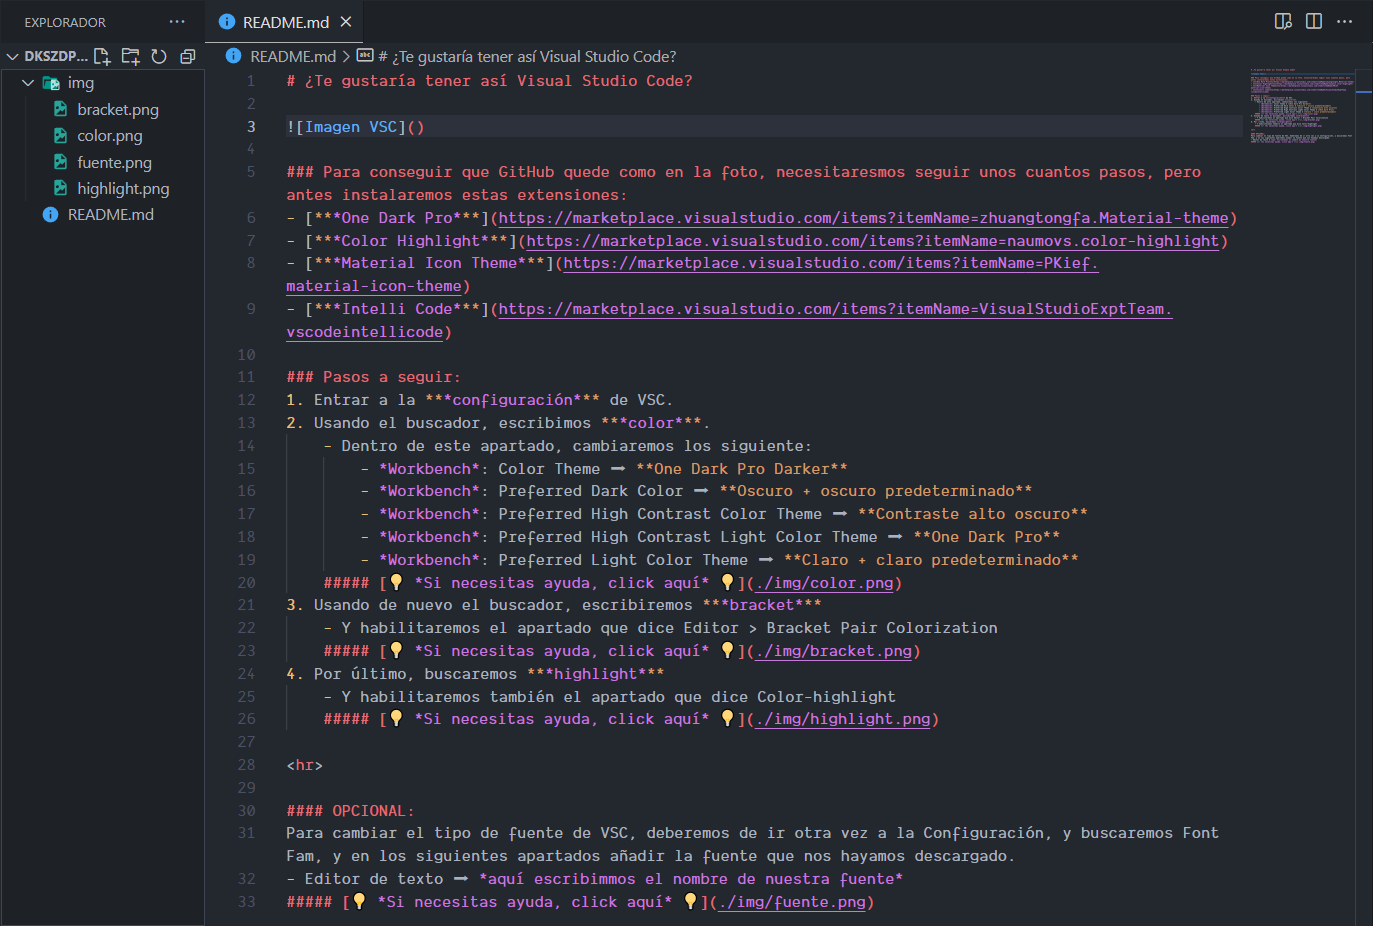 EXPLORADOR ···
README.md
DKSZDP...
img
bracket.png
color.png
fuente.png
highlight.png
README.md
README.md > # ¿Te gustaría tener así Visual Studio Code?
1 # ¿Te gustaría tener así Visual Studio Code?
2
3 ![Imagen VSC]()
4
5 ### Para conseguir que GitHub quede como en la foto, necesitaresmos seguir unos cuantos pasos, pero
antes instalaremos estas extensiones:
6 - [***One Dark Pro***](https://marketplace.visualstudio.com/items?itemName=zhuangtongfa.Material-theme)
7 - [***Color Highlight***](https://marketplace.visualstudio.com/items?itemName=naumovs.color-highlight)
8 - [***Material Icon Theme***](https://marketplace.visualstudio.com/items?itemName=PKief.
material-icon-theme)
9 - [***Intelli Code***](https://marketplace.visualstudio.com/items?itemName=VisualStudioExptTeam.
vscodeintellicode)
10
11 ### Pasos a seguir:
12 1. Entrar a la ***configuración*** de VSC.
13 2. Usando el buscador, escribimos ***color***.
14 - Dentro de este apartado, cambiaremos los siguiente:
15 - *Workbench*: Color Theme ⟶ **One Dark Pro Darker**
16 - *Workbench*: Preferred Dark Color ⟶ **Oscuro + oscuro predeterminado**
17 - *Workbench*: Preferred High Contrast Color Theme ⟶ **Contraste alto oscuro**
18 - *Workbench*: Preferred High Contrast Light Color Theme ⟶ **One Dark Pro**
19 - *Workbench*: Preferred Light Color Theme ⟶ **Claro + claro predeterminado**
20 ##### [💡 *Si necesitas ayuda, click aquí* 💡](./img/color.png)
21 3. Usando de nuevo el buscador, escribiremos ***bracket***
22 - Y habilitaremos el apartado que dice Editor > Bracket Pair Colorization
23 ##### [💡 *Si necesitas ayuda, click aquí* 💡](./img/bracket.png)
24 4. Por último, buscaremos ***highlight***
25 - Y habilitaremos también el apartado que dice Color-highlight
26 ##### [💡 *Si necesitas ayuda, click aquí* 💡](./img/highlight.png)
27
28 <hr>
29
30 #### OPCIONAL:
31 Para cambiar el tipo de fuente de VSC, deberemos de ir otra vez a la Configuración, y buscaremos Font
Fam, y en los siguientes apartados añadir la fuente que nos hayamos descargado.
32 - Editor de texto ⟶ *aquí escribimmos el nombre de nuestra fuente*
33 ##### [💡 *Si necesitas ayuda, click aquí* 💡](./img/fuente.png)